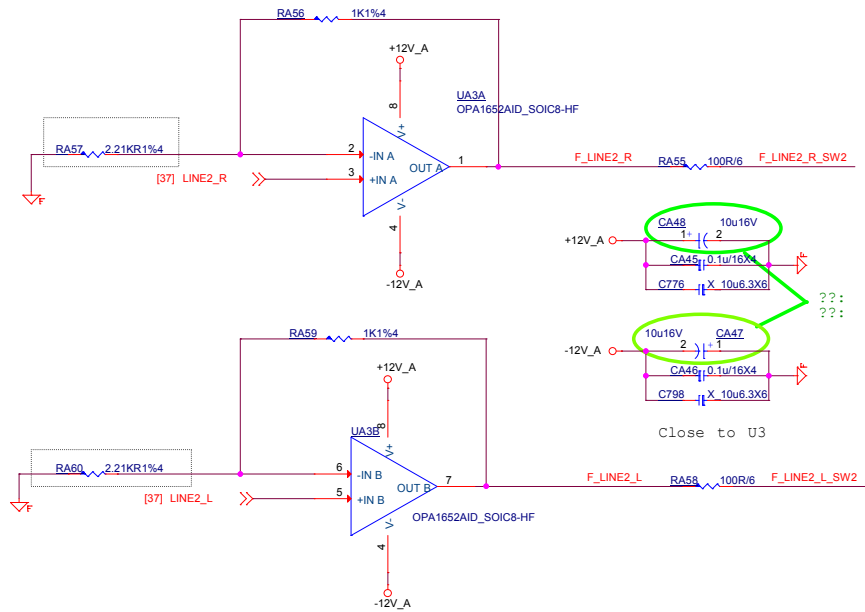 RA56 1K1%4
+12V_A
8
V+
UA3A
OPA1652AID_SOIC8-HF
RA57 2.21KR1%4
2 -IN A
OUT A 1
F_LINE2_R
RA55 100R/6
F_LINE2_R_SW2
[37] LINE2_R
3 +IN A
V-
4
-12V_A
CA48 10u16V
+12V_A
1 + 2
CA45 0.1u/16X4
C776 X_10u6.3X6
F
??:
??:
10u16V CA47
-12V_A
2 + 1
CA46 0.1u/16X4
C798 X_10u6.3X6
F
Close to U3
F
RA59 1K1%4
+12V_A
8
V+
UA3B
RA60 2.21KR1%4
6 -IN B
OUT B 7
F_LINE2_L
RA58 100R/6
F_LINE2_L_SW2
[37] LINE2_L
5 +IN B
OPA1652AID_SOIC8-HF
V-
4
-12V_A
F